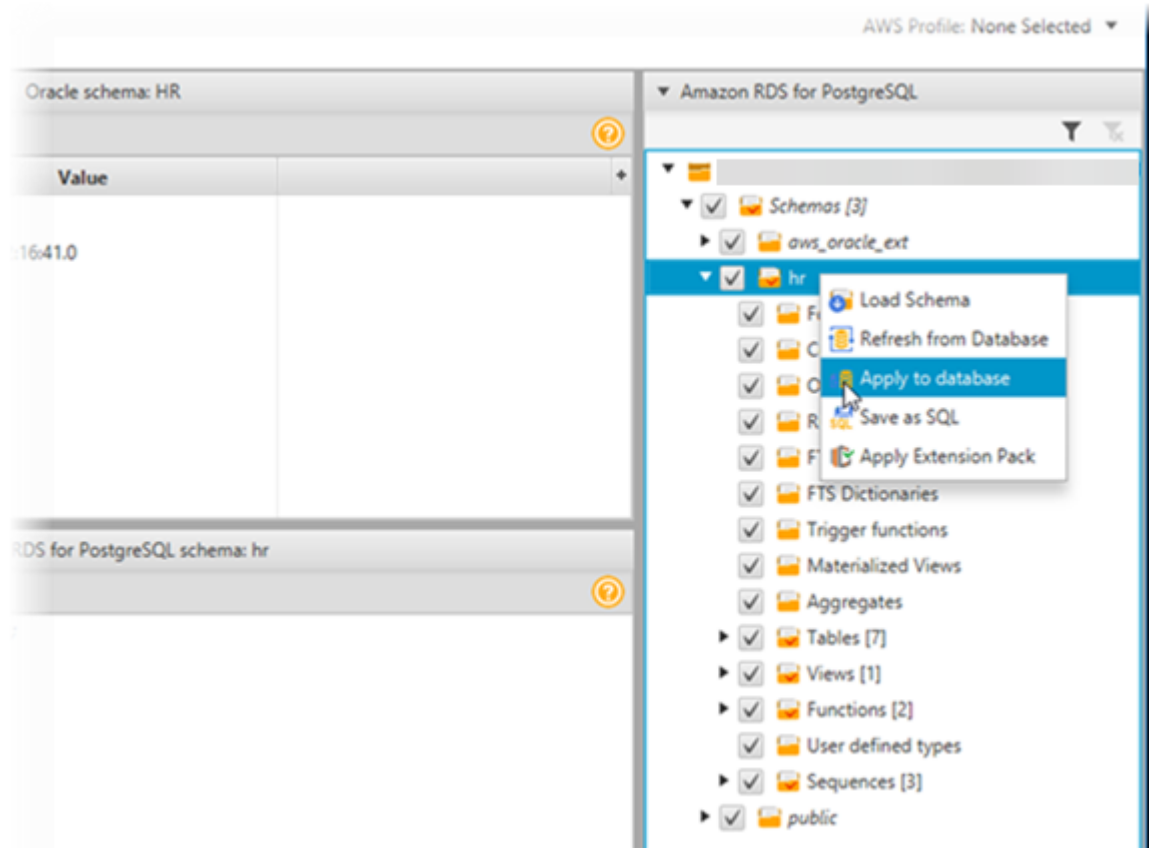 AWS Profile: None Selected
Oracle schema: HR
Value
:16:41.0
RDS for PostgreSQL schema: hr
Amazon RDS for PostgreSQL
Schemas [3]
aws_oracle_ext
hr
Load Schema
Refresh from Database
Apply to database
SQL Save as SQL
Apply Extension Pack
FTS Dictionaries
Trigger functions
Materialized Views
Aggregates
Tables [7]
Views [1]
Functions [2]
User defined types
Sequences [3]
public